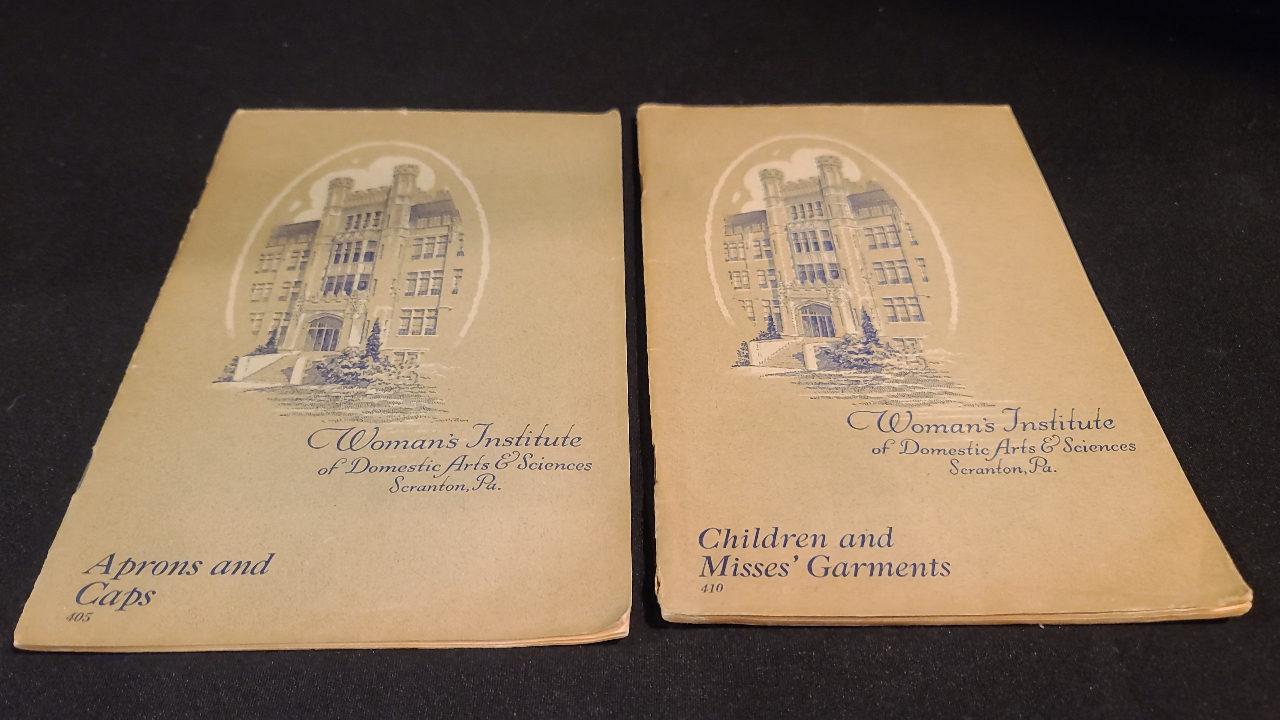 Woman's Institute
of Domestic Arts & Sciences
Scranton, Pa.
Aprons and
Caps
405
Woman's Institute
of Domestic Arts & Sciences
Scranton, Pa.
Children and
Misses' Garments
410